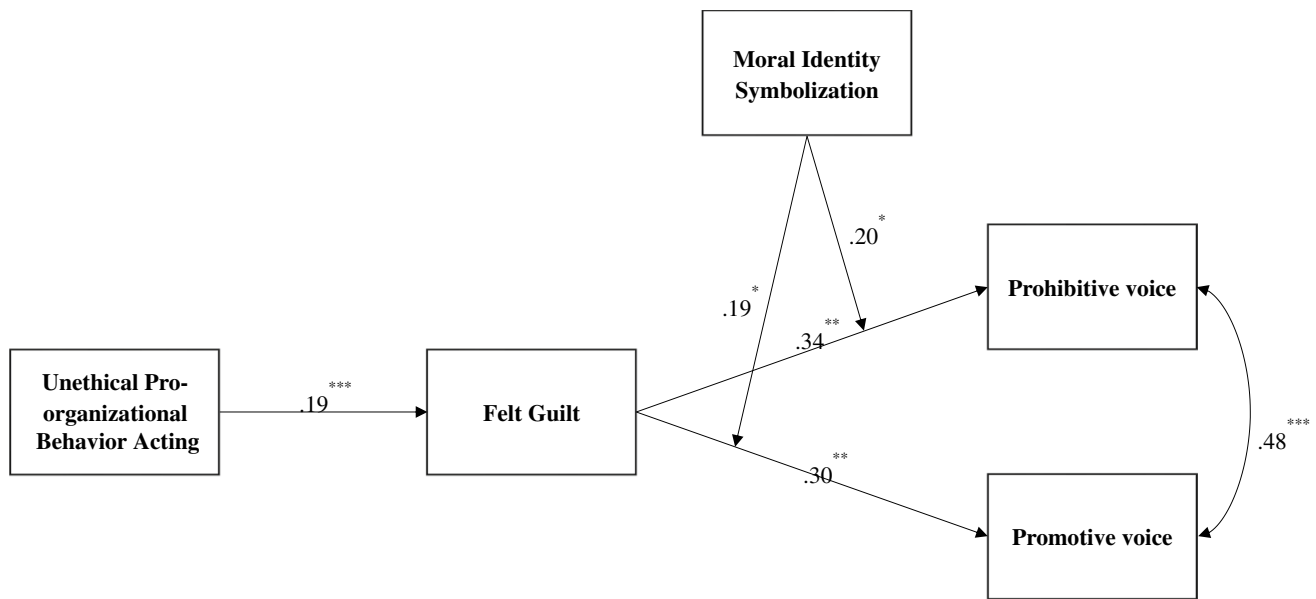 Moral Identity
Symbolization
.20*
.19*
Prohibitive voice
.34**
Unethical Pro-
organizational
Behavior Acting
.19***
Felt Guilt
.48***
.30**
Promotive voice